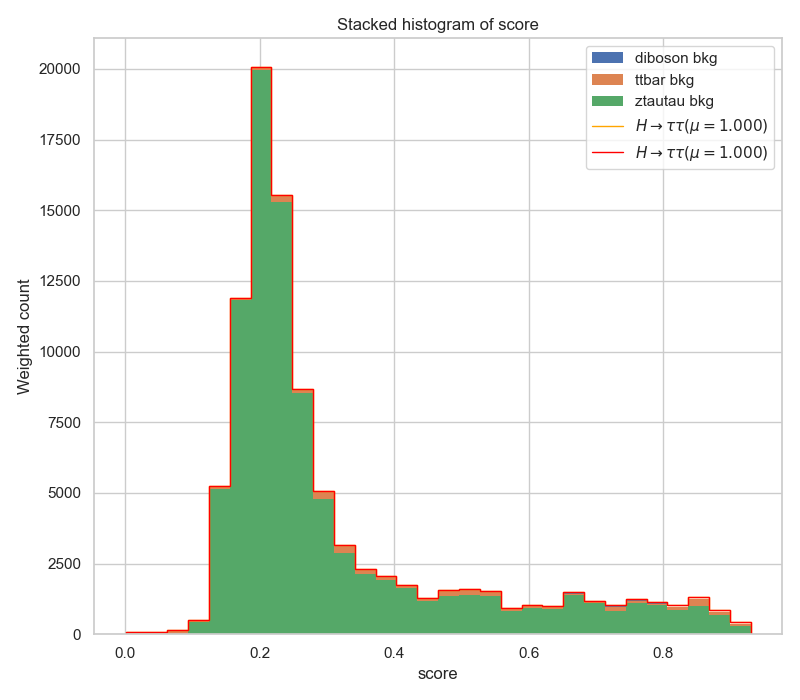 Stacked histogram of score
diboson bkg
ttbar bkg
ztautau bkg
H → ττ(μ = 1.000)
H → ττ(μ = 1.000)
Weighted count
20000
17500
15000
12500
10000
7500
5000
2500
0
0.0 0.2 0.4 0.6 0.8
score